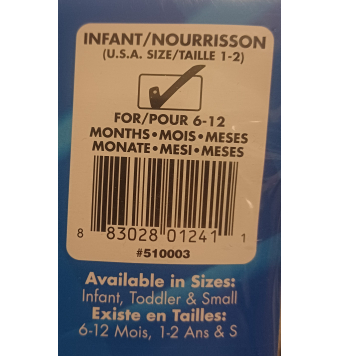 INFANT/NOURRISSON
(U.S.A. SIZE/TAILLE 1-2)
FOR/POUR 6-12
MONTHS•MOIS•MESES
MONATE•MESI•MESES
8 83028 01241 1
#510003
Available in Sizes:
Infant, Toddler & Small
Existe en Tailles:
6-12 Mois, 1-2 Ans & S